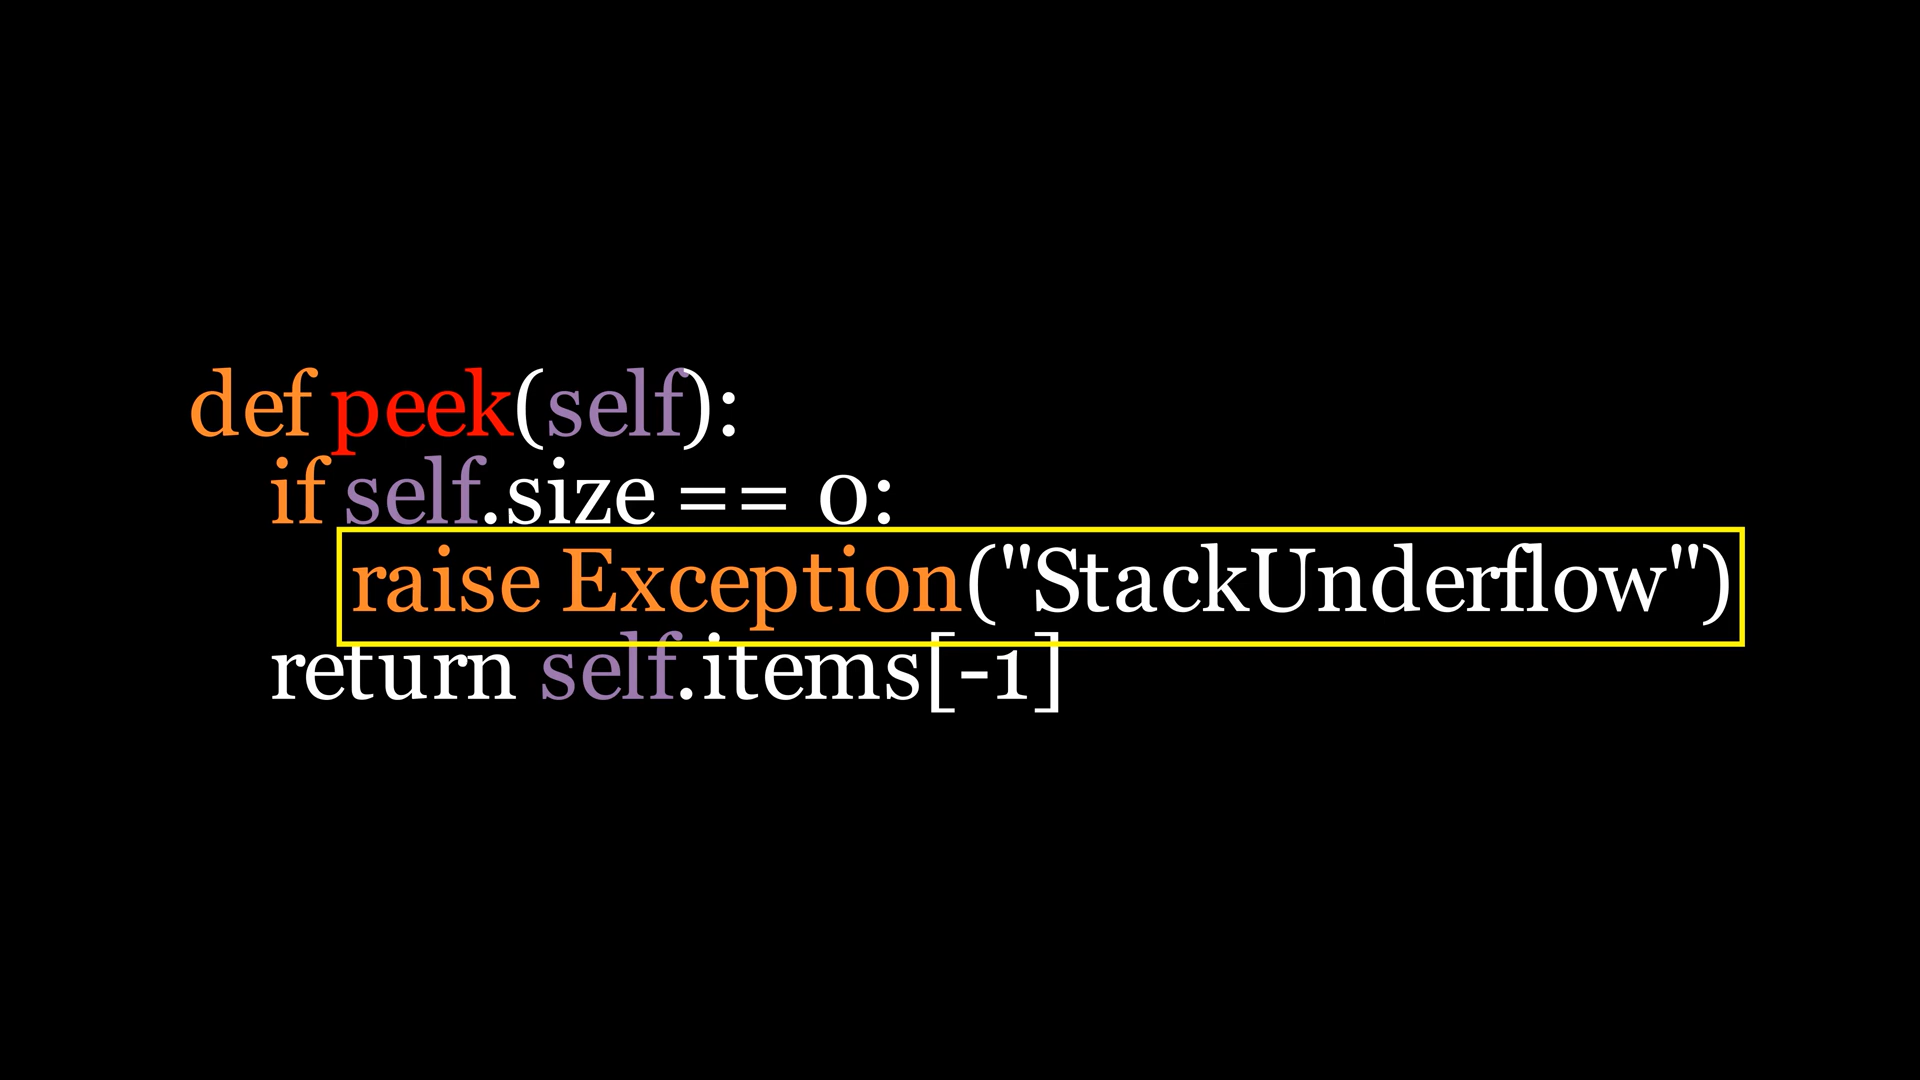 def peek(self):
if self.size == 0:
raise Exception("StackUnderflow")
return self.items[-1]